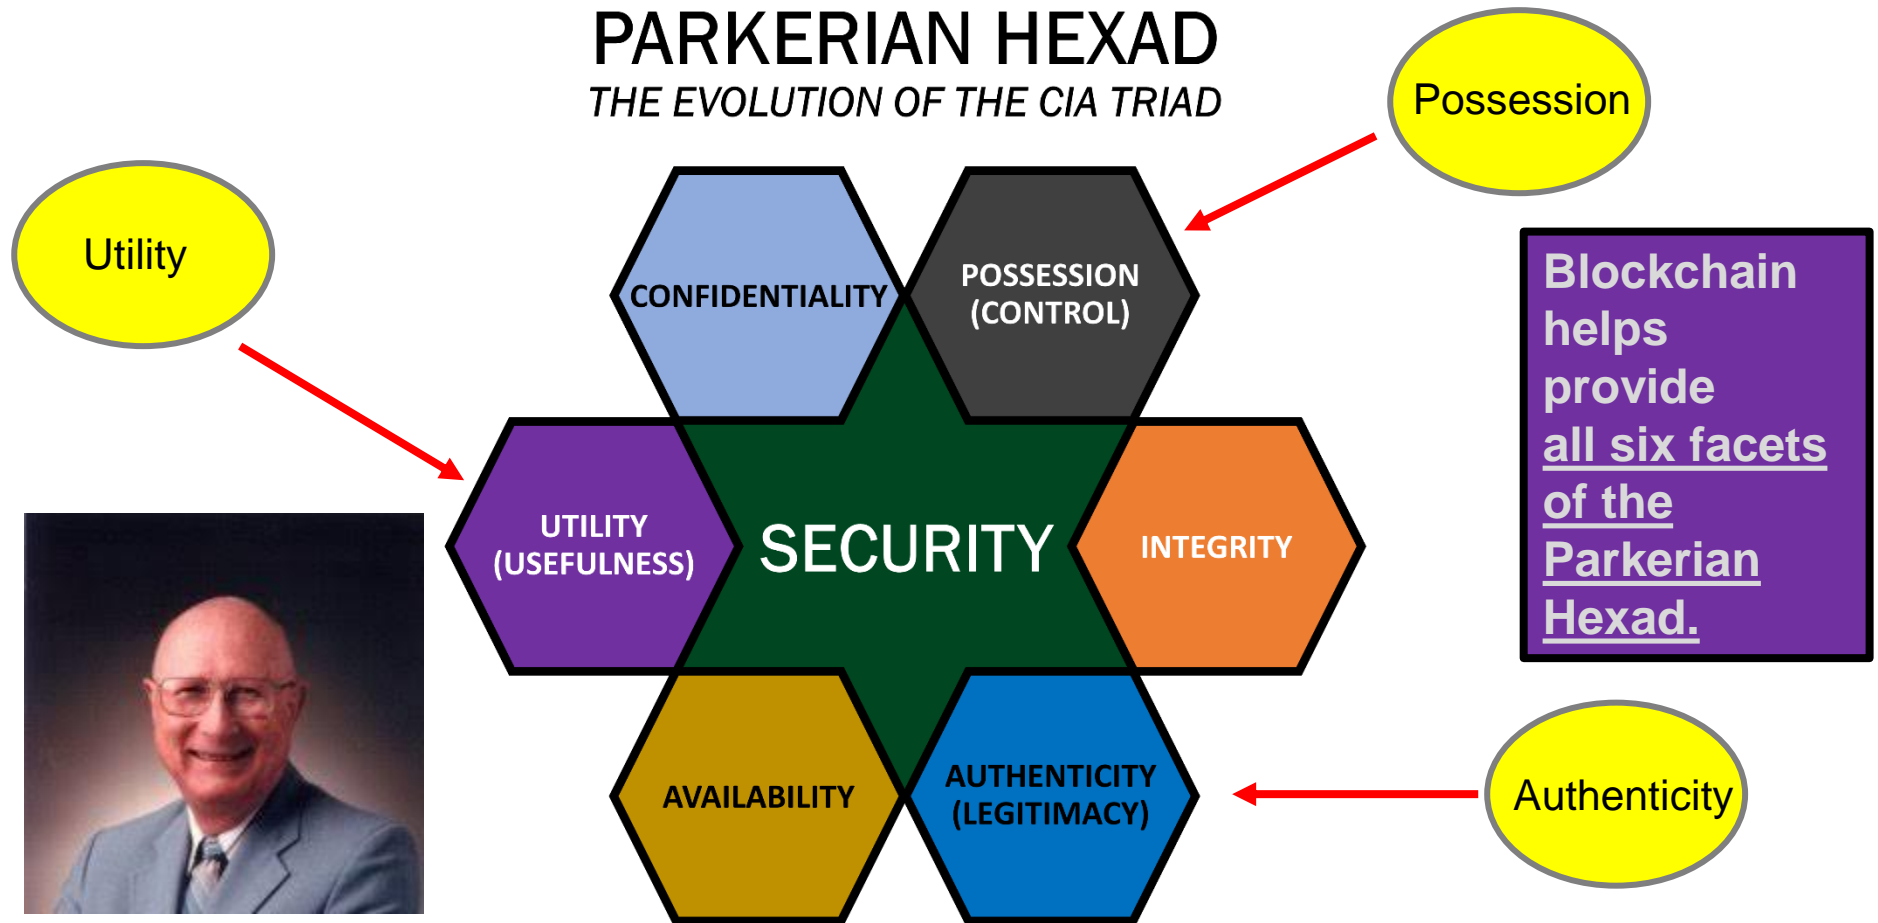 PARKERIAN HEXAD
THE EVOLUTION OF THE CIA TRIAD
Possession
Utility
CONFIDENTIALITY
POSSESSION
(CONTROL)
Blockchain
helps
provide
all six facets
of the
Parkerian
Hexad.
UTILITY
(USEFULNESS)
SECURITY
INTEGRITY
AVAILABILITY
AUTHENTICITY
(LEGITIMACY)
Authenticity